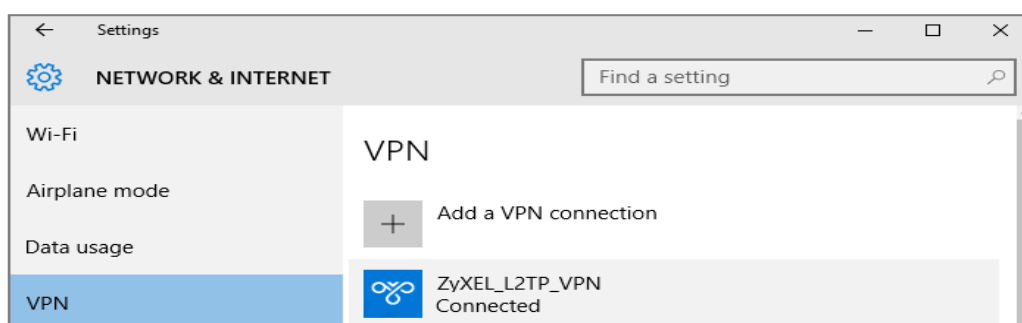 Settings
NETWORK & INTERNET
Find a setting
Wi-Fi
Airplane mode
Data usage
VPN
VPN
Add a VPN connection
ZyXEL_L2TP_VPN
Connected